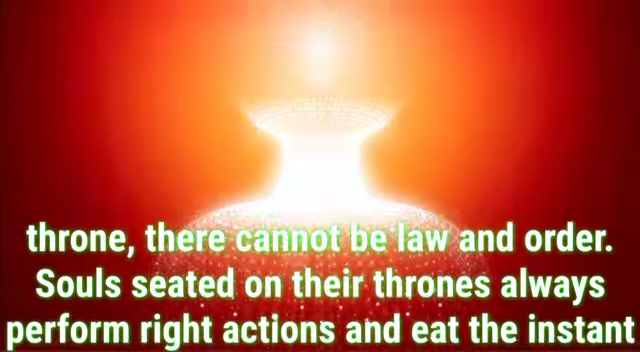 throne, there cannot be law and order.
Souls seated on their thrones always
perform right actions and eat the instant